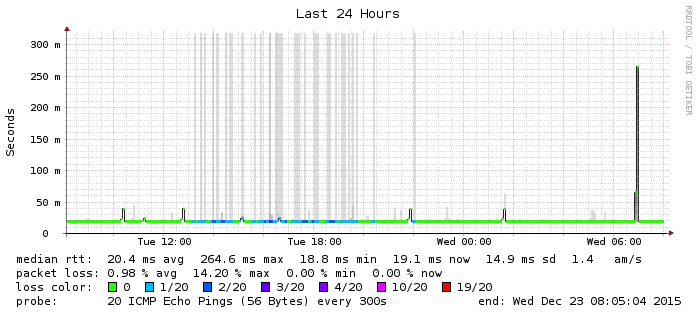 Last 24 Hours
RRDTOOL / TOBI OETIKER
Seconds
300 m
250 m
200 m
150 m
100 m
50 m
0
Tue 12:00 Tue 18:00 Wed 00:00 Wed 06:00
median rtt: 20.4 ms avg 264.6 ms max 18.8 ms min 19.1 ms now 14.9 ms sd 1.4 am/s
packet loss: 0.98 % avg 14.20 % max 0.00 % min 0.00 % now
loss color: 0 1/20 2/20 3/20 4/20 10/20 19/20
probe: 20 ICMP Echo Pings (56 Bytes) every 300s end: Wed Dec 23 08:05:04 2015